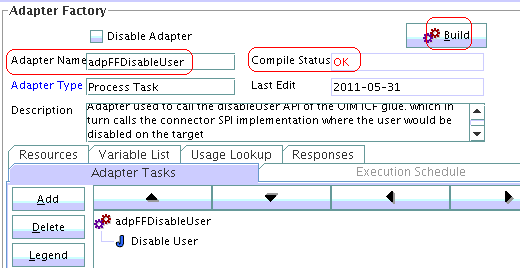 Adapter Factory
Disable Adapter
Build
Adapter Name adpFFDisableUser Compile Status OK
Adapter Type Process Task Last Edit 2011-05-31
Description Adapter used to call the disableUser API of the OIM ICF glue. which in
turn calls the connector SPI implementation where the user would be
disabled on the target
Resources Variable List Usage Lookup Responses
Adapter Tasks Execution Schedule
Add
adpFFDisableUser
Delete
Disable User
Legend